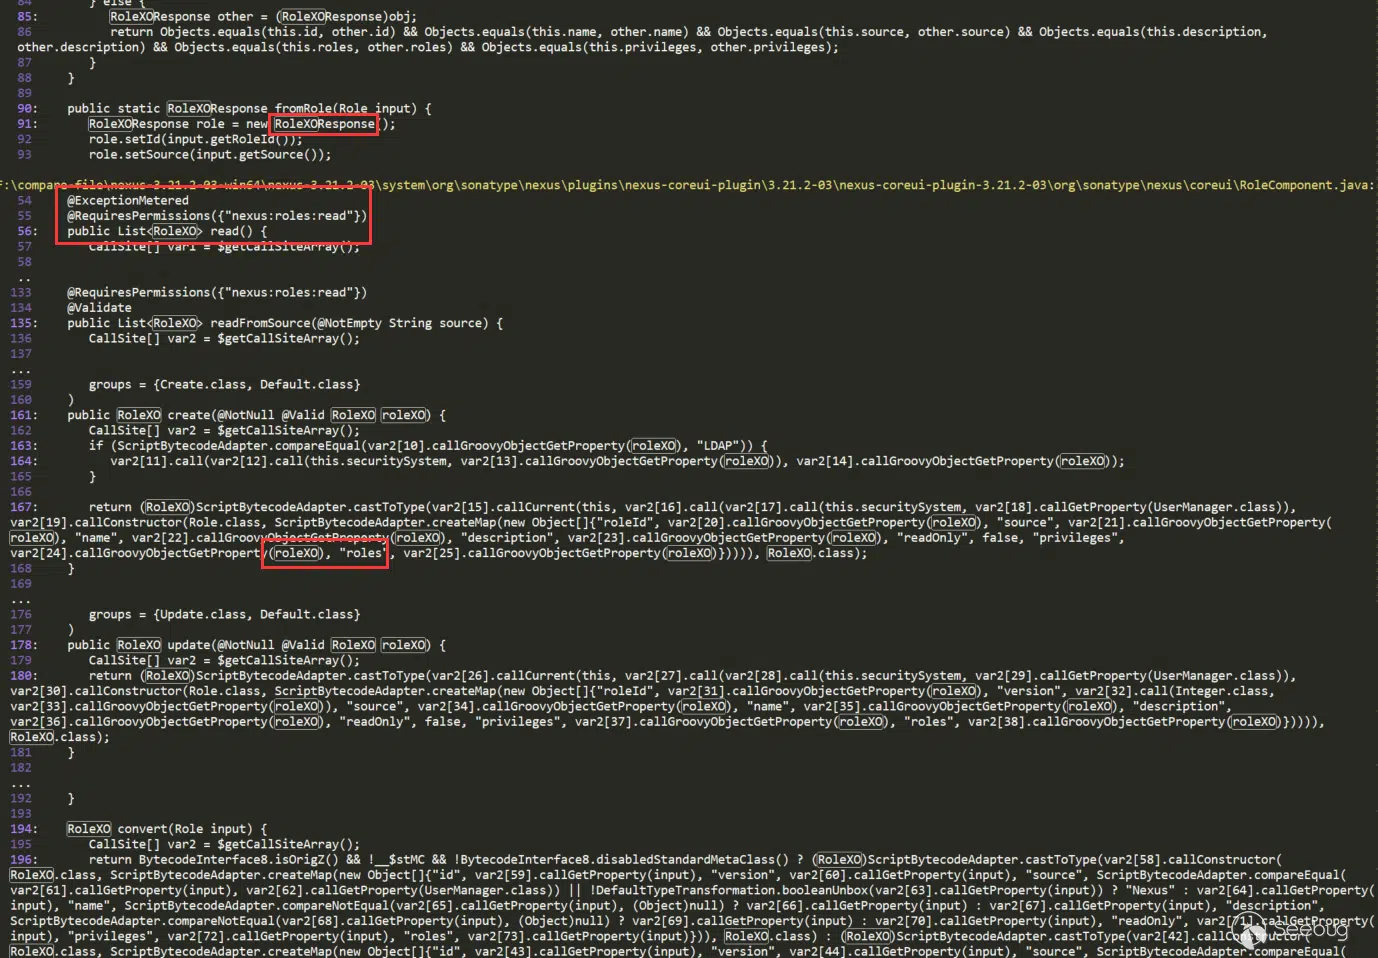 84 } else {
85: RoleXOResponse other = (RoleXOResponse)obj;
86 return Objects.equals(this.id, other.id) && Objects.equals(this.name, other.name) && Objects.equals(this.source, other.source) && Objects.equals(this.description,
other.description) && Objects.equals(this.roles, other.roles) && Objects.equals(this.privileges, other.privileges);
87 }
88 }
89
90: public static RoleXOResponse fromRole(Role input) {
91: RoleXOResponse role = new RoleXOResponse();
92 role.setId(input.getRoleId());
93 role.setSource(input.getSource());
F:\compare-file\nexus-3.21.2-03-win64\nexus-3.21.2-03\system\org\sonatype\nexus\plugins\nexus-coreui-plugin\3.21.2-03\nexus-coreui-plugin-3.21.2-03\org\sonatype\nexus\coreui\RoleComponent.java:
54 @ExceptionMetered
55 @RequiresPermissions({"nexus:roles:read"})
56: public List<RoleXO> read() {
57 CallSite[] var1 = $getCallSiteArray();
58
..
133 @RequiresPermissions({"nexus:roles:read"})
134 @Validate
135: public List<RoleXO> readFromSource(@NotEmpty String source) {
136 CallSite[] var2 = $getCallSiteArray();
137
...
159 groups = {Create.class, Default.class}
160 )
161: public RoleXO create(@NotNull @Valid RoleXO roleXO) {
162 CallSite[] var2 = $getCallSiteArray();
163: if (ScriptBytecodeAdapter.compareEqual(var2[10].callGroovyObjectGetProperty(roleXO), "LDAP")) {
164: var2[11].call(var2[12].call(this.securitySystem, var2[13].callGroovyObjectGetProperty(roleXO)), var2[14].callGroovyObjectGetProperty(roleXO));
165 }
166
167: return (RoleXO)ScriptBytecodeAdapter.castToType(var2[15].callCurrent(this, var2[16].call(var2[17].call(this.securitySystem, var2[18].callGetProperty(UserManager.class)),
var2[19].callConstructor(Role.class, ScriptBytecodeAdapter.createMap(new Object[]{"roleId", var2[20].callGroovyObjectGetProperty(roleXO), "source", var2[21].callGroovyObjectGetProperty(
roleXO), "name", var2[22].callGroovyObjectGetProperty(roleXO), "description", var2[23].callGroovyObjectGetProperty(roleXO), "readOnly", false, "privileges",
var2[24].callGroovyObjectGetProperty(roleXO), "roles", var2[25].callGroovyObjectGetProperty(roleXO)})))), RoleXO.class);
168 }
169
...
176 groups = {Update.class, Default.class}
177 )
178: public RoleXO update(@NotNull @Valid RoleXO roleXO) {
179 CallSite[] var2 = $getCallSiteArray();
180: return (RoleXO)ScriptBytecodeAdapter.castToType(var2[26].callCurrent(this, var2[27].call(var2[28].call(this.securitySystem, var2[29].callGetProperty(UserManager.class)),
var2[30].callConstructor(Role.class, ScriptBytecodeAdapter.createMap(new Object[]{"roleId", var2[31].callGroovyObjectGetProperty(roleXO), "version", var2[32].call(Integer.class,
var2[33].callGroovyObjectGetProperty(roleXO)), "source", var2[34].callGroovyObjectGetProperty(roleXO), "name", var2[35].callGroovyObjectGetProperty(roleXO), "description",
var2[36].callGroovyObjectGetProperty(roleXO), "readOnly", false, "privileges", var2[37].callGroovyObjectGetProperty(roleXO), "roles", var2[38].callGroovyObjectGetProperty(roleXO)})))),
RoleXO.class);
181 }
182
...
192 }
193
194: RoleXO convert(Role input) {
195 CallSite[] var2 = $getCallSiteArray();
196: return BytecodeInterface8.isOrigZ() && !__$stMC && !BytecodeInterface8.disabledStandardMetaClass() ? (RoleXO)ScriptBytecodeAdapter.castToType(var2[58].callConstructor(
RoleXO.class, ScriptBytecodeAdapter.createMap(new Object[]{"id", var2[59].callGetProperty(input), "version", var2[60].callGetProperty(input), "source", ScriptBytecodeAdapter.compareEqual(
var2[61].callGetProperty(input), var2[62].callGetProperty(UserManager.class)) || !DefaultTypeTransformation.booleanUnbox(var2[63].callGetProperty(input)) ? "Nexus" : var2[64].callGetProperty(
input), "name", ScriptBytecodeAdapter.compareNotEqual(var2[65].callGetProperty(input), (Object)null) ? var2[66].callGetProperty(input) : var2[67].callGetProperty(input), "description",
ScriptBytecodeAdapter.compareNotEqual(var2[68].callGetProperty(input), (Object)null) ? var2[69].callGetProperty(input) : var2[70].callGetProperty(input), "readOnly", var2[71].callGetProperty(
input), "privileges", var2[72].callGetProperty(input), "roles", var2[73].callGetProperty(input)})), RoleXO.class) : (RoleXO)ScriptBytecodeAdapter.castToType(var2[42].callConstructor(
RoleXO.class, ScriptBytecodeAdapter.createMap(new Object[]{"id", var2[43].callGetProperty(input), "version", var2[44].callGetProperty(input), "source", ScriptBytecodeAdapter.compareEqual(
Seebug